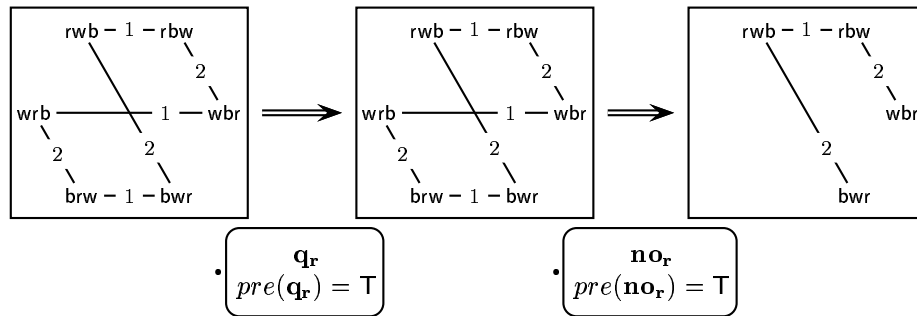 rwb 1 rbw
2
wrb 1 wbr
2 2
brw 1 bwr
rwb 1 rbw
2
wrb 1 wbr
2 2
brw 1 bwr
rwb 1 rbw
2
wbr
2
bwr
q_r
pre(q_r) = T
no_r
pre(no_r) = T